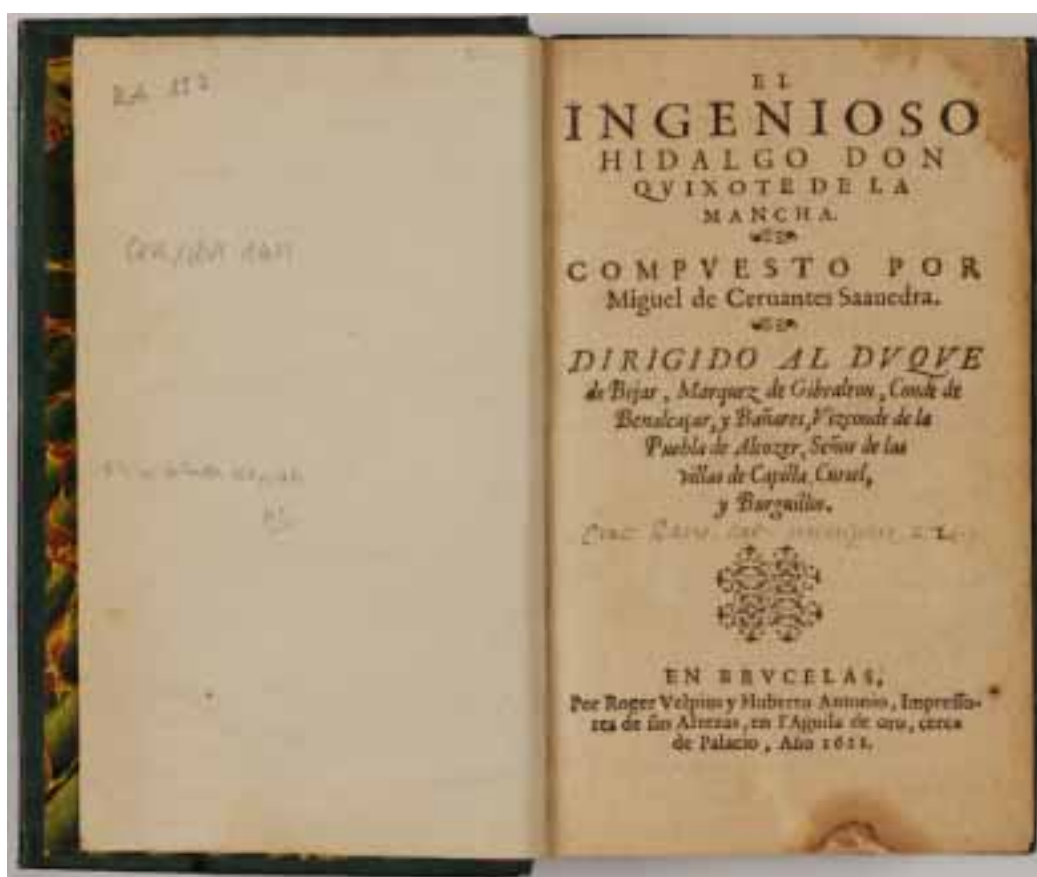 EL
INGENIOSO
HIDALGO DON
QVIXOTE DE LA
MANCHA.
COMPVESTO POR
Miguel de Ceruantes Saauedra.
DIRIGIDO AL DVQVE
de Bejar, Marquez de Gibraleon, Conde de
Benalcaçar, y Bañares, Vizconde de la
Puebla de Alcozer, Señor de las
villas de Capilla, Curiel,
y Burguillos.
EN BRVCELAS,
Por Roger Velpius y Huberto Antonio, Impresso-
res de sus Altezas, en l'Aguila de oro, cerca
de Palacio, Año 1611.